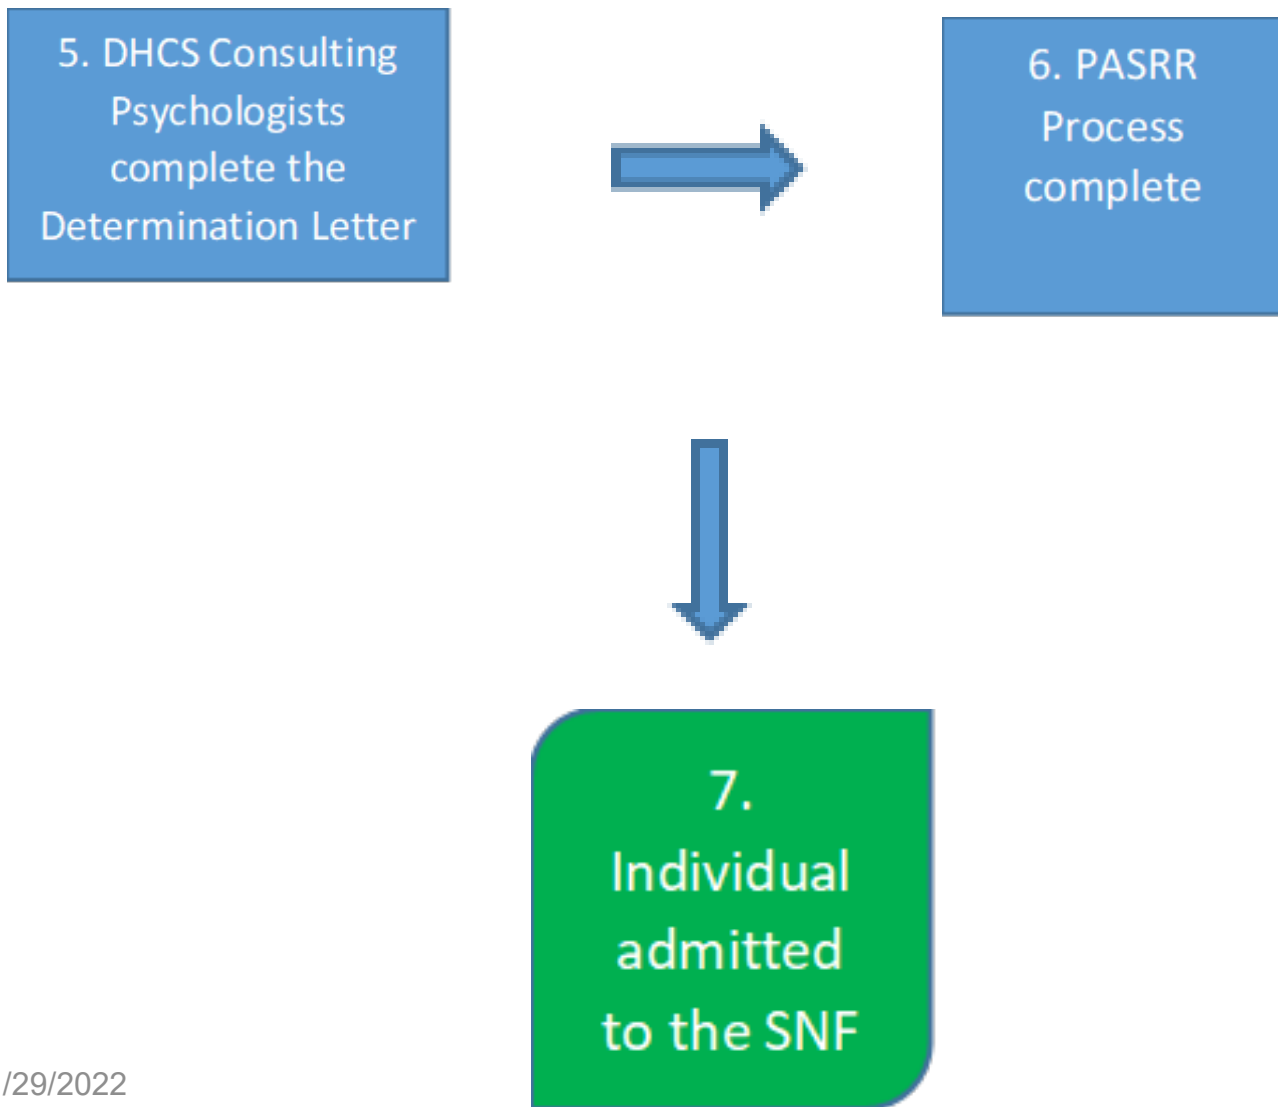 5. DHCS Consulting
Psychologists
complete the
Determination Letter
6. PASRR
Process
complete
7.
Individual
admitted
to the SNF
/29/2022